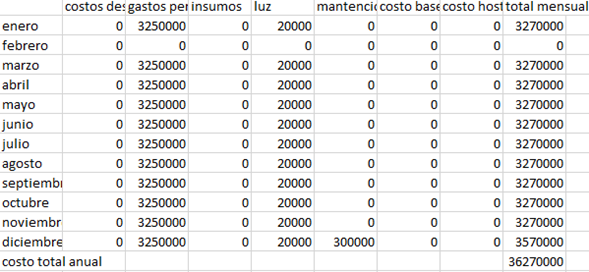 costos des gastos per insumos luz mantenció costo base costo host total mensual
enero 0 3250000 0 20000 0 0 0 3270000
febrero 0 0 0 0 0 0 0 0
marzo 0 3250000 0 20000 0 0 0 3270000
abril 0 3250000 0 20000 0 0 0 3270000
mayo 0 3250000 0 20000 0 0 0 3270000
junio 0 3250000 0 20000 0 0 0 3270000
julio 0 3250000 0 20000 0 0 0 3270000
agosto 0 3250000 0 20000 0 0 0 3270000
septiembr 0 3250000 0 20000 0 0 0 3270000
octubre 0 3250000 0 20000 0 0 0 3270000
noviembr 0 3250000 0 20000 0 0 0 3270000
diciembre 0 3250000 0 20000 300000 0 0 3570000
costo total anual 36270000